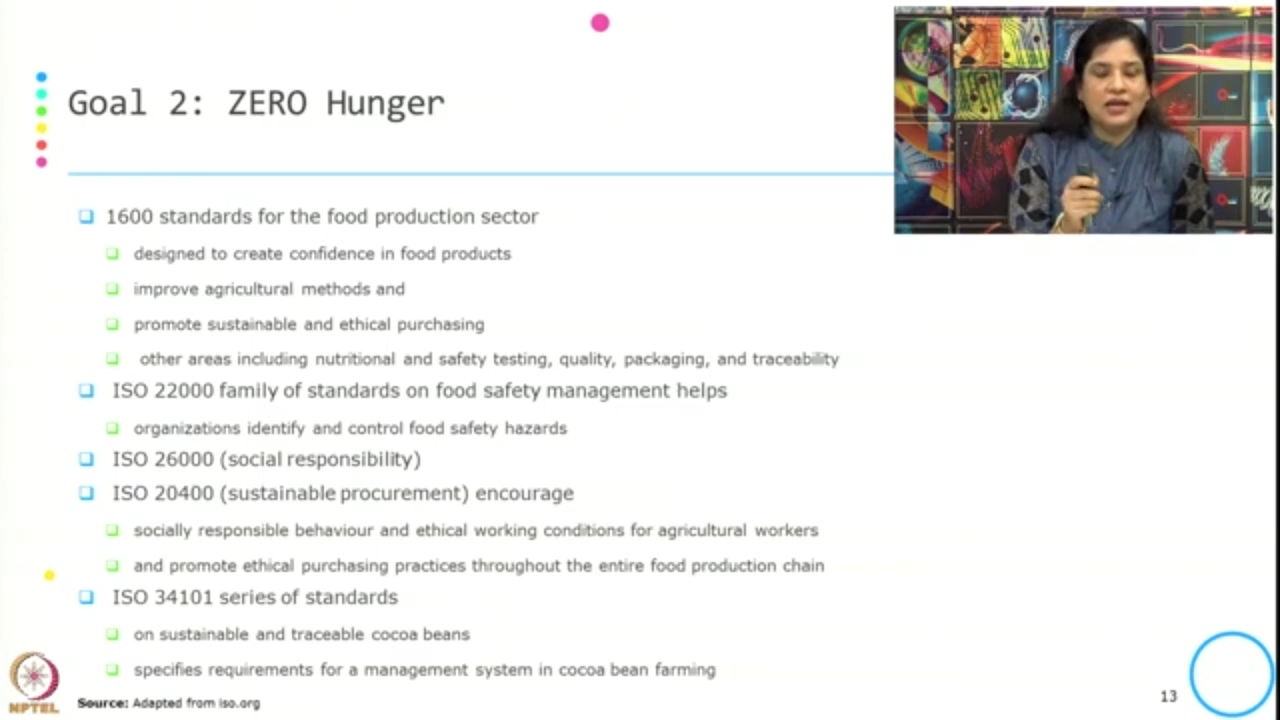 Goal 2: ZERO Hunger
1600 standards for the food production sector
designed to create confidence in food products
improve agricultural methods and
promote sustainable and ethical purchasing
other areas including nutritional and safety testing, quality, packaging, and traceability
ISO 22000 family of standards on food safety management helps
organizations identify and control food safety hazards
ISO 26000 (social responsibility)
ISO 20400 (sustainable procurement) encourage
socially responsible behaviour and ethical working conditions for agricultural workers
and promote ethical purchasing practices throughout the entire food production chain
ISO 34101 series of standards
on sustainable and traceable cocoa beans
specifies requirements for a management system in cocoa bean farming
NPTEL
Source: Adapted from iso.org
13